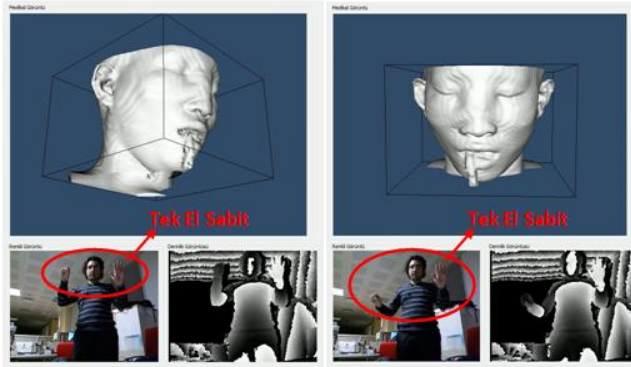 Medikal Görüntü
Medikal Görüntü
Tek El Sabit
Tek El Sabit
Renkli Görüntü
Derinlik Görüntüsü
Renkli Görüntü
Derinlik Görüntüsü